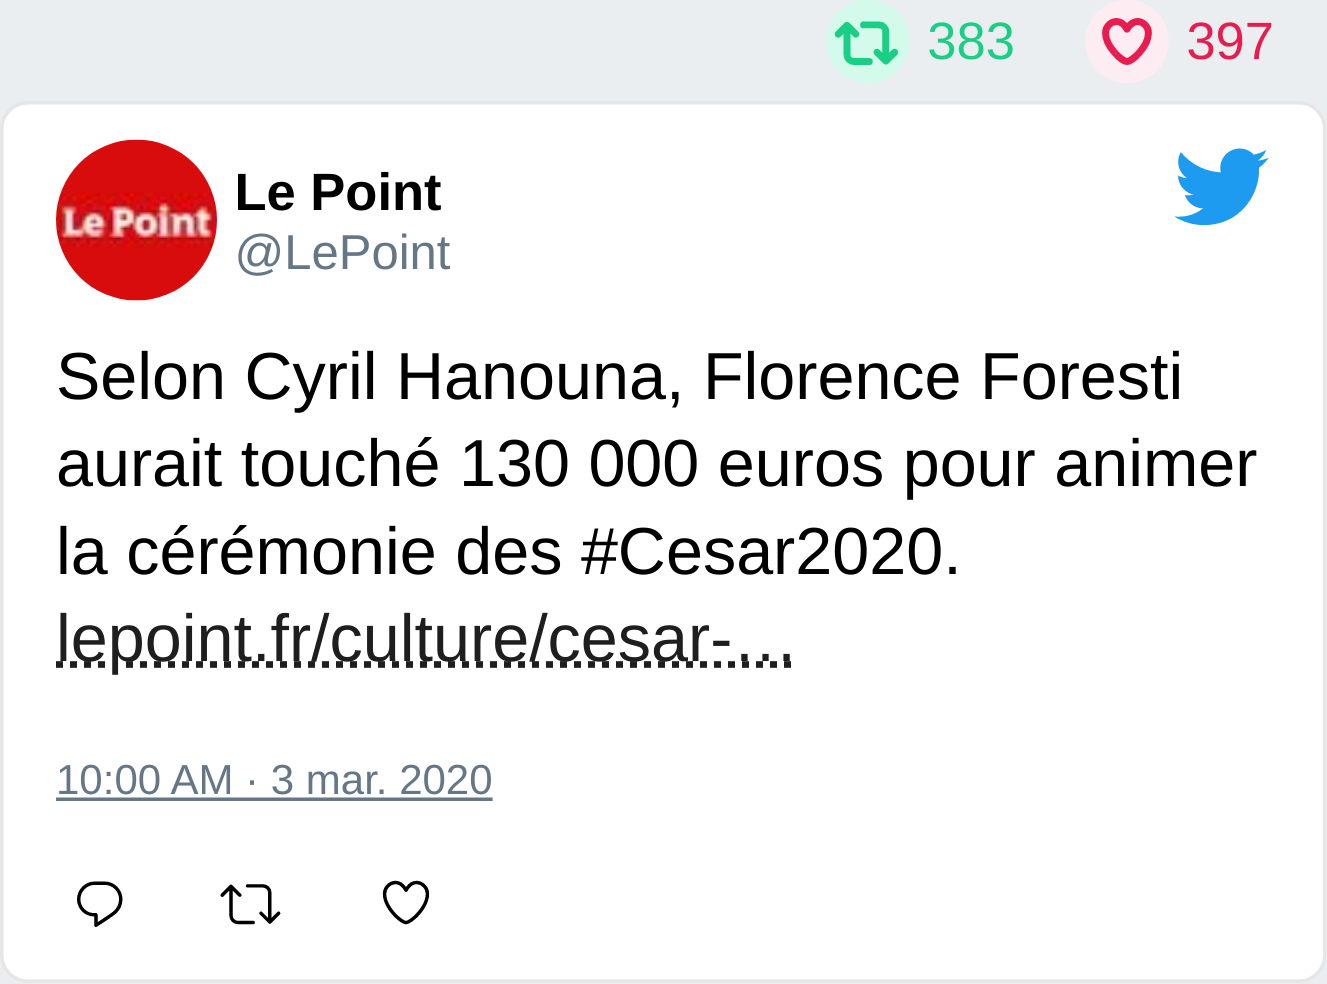 383 397
Le Point
Le Point
@LePoint
Selon Cyril Hanouna, Florence Foresti
aurait touché 130 000 euros pour animer
la cérémonie des #Cesar2020.
lepoint.fr/culture/cesar-…
10:00 AM · 3 mar. 2020